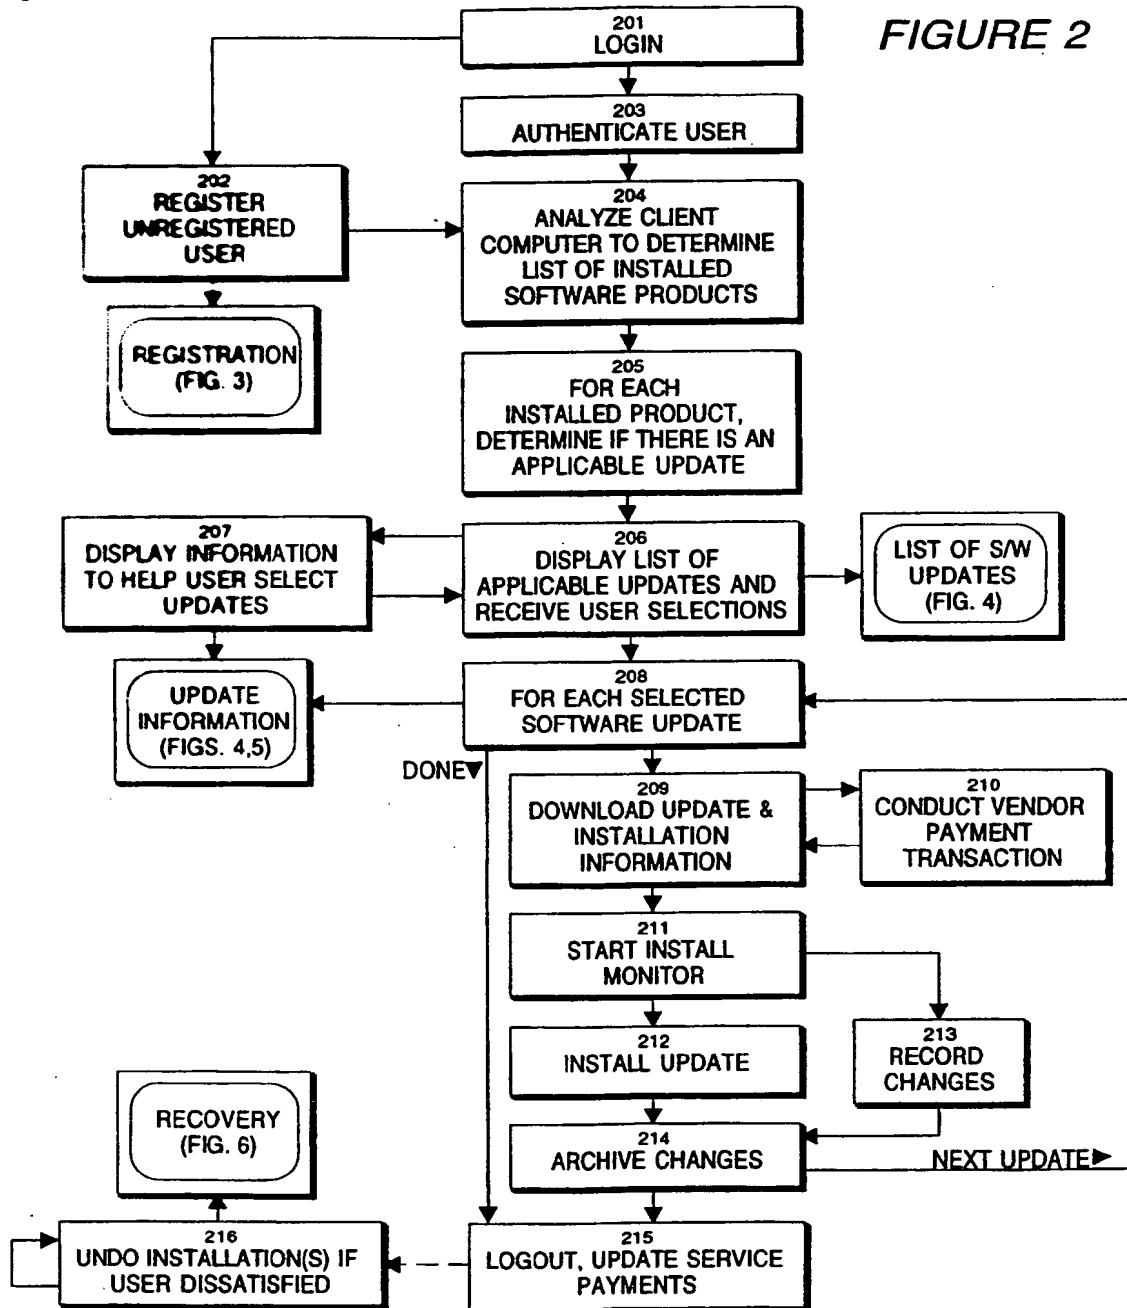 FIGURE 2
201
LOGIN
203
AUTHENTICATE USER
202
REGISTER
UNREGISTERED
USER
204
ANALYZE CLIENT
COMPUTER TO DETERMINE
LIST OF INSTALLED
SOFTWARE PRODUCTS
REGISTRATION
(FIG. 3)
205
FOR EACH
INSTALLED PRODUCT,
DETERMINE IF THERE IS AN
APPLICABLE UPDATE
207
DISPLAY INFORMATION
TO HELP USER SELECT
UPDATES
206
DISPLAY LIST OF
APPLICABLE UPDATES AND
RECEIVE USER SELECTIONS
LIST OF S/W
UPDATES
(FIG. 4)
UPDATE
INFORMATION
(FIGS. 4,5)
208
FOR EACH SELECTED
SOFTWARE UPDATE
DONE
209
DOWNLOAD UPDATE &
INSTALLATION
INFORMATION
210
CONDUCT VENDOR
PAYMENT
TRANSACTION
211
START INSTALL
MONITOR
212
INSTALL UPDATE
213
RECORD
CHANGES
RECOVERY
(FIG. 6)
214
ARCHIVE CHANGES
NEXT UPDATE
216
UNDO INSTALLATION(S) IF
USER DISSATISFIED
215
LOGOUT, UPDATE SERVICE
PAYMENTS